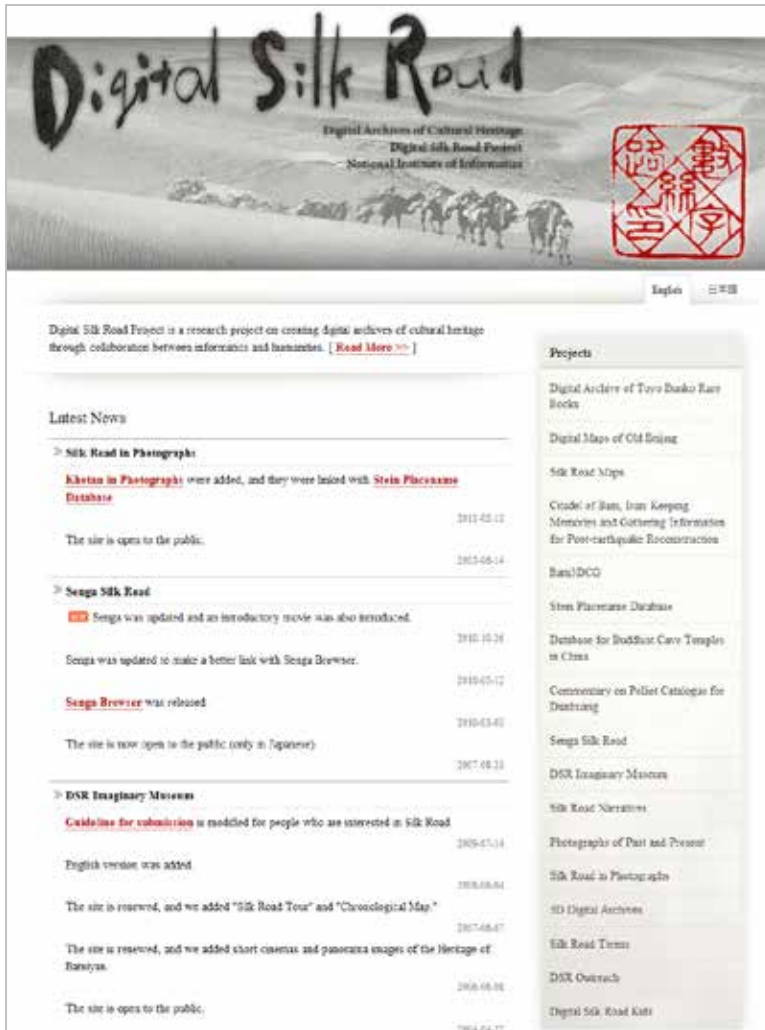 Digital Silk Road
Digital Archives of Cultural Heritage
Digital Silk Road Project
National Institute of Informatics
English
日本語
Digital Silk Road Project is a research project on creating digital archives of cultural heritage
through collaboration between informatics and humanities. [ Read More >> ]
Latest News
Silk Road in Photographs
Khotan in Photographs were added, and they were linked with Stein Placename
Database
The site is open to the public.
Senga Silk Road
Senga was updated and an introductory movie was also introduced.
Senga was updated to make a better link with Senga Browser.
Senga Browser was released
The site is now open to the public (only in Japanese)
DSR Imaginary Museum
Guideline for submission is modified for people who are interested in Silk Road
2009-07-14
English version was added
The site is renewed, and we added "Silk Road Tour" and "Chronological Map."
The site is renewed, and we added short cinemas and panorama images of the Heritage of
Bamiyan.
The site is open to the public.
Projects
Digital Archive of Toyo Bunko Rare
Books
Digital Maps of Old Beijing
Silk Road Maps
Citadel of Bam, Iran: Keeping
Memories and Gathering Information
for Post-earthquake Reconstruction
Bam3DCG
Stein Placename Database
Database for Buddhist Cave Temples
in China
Commentary on Pelliot Catalogue for
Dunhuang
Senga Silk Road
DSR Imaginary Museum
Silk Road Narratives
Photographs of Past and Present
Silk Road in Photographs
3D Digital Archives
Silk Road Terms
DSR Outreach
Digital Silk Road Kids